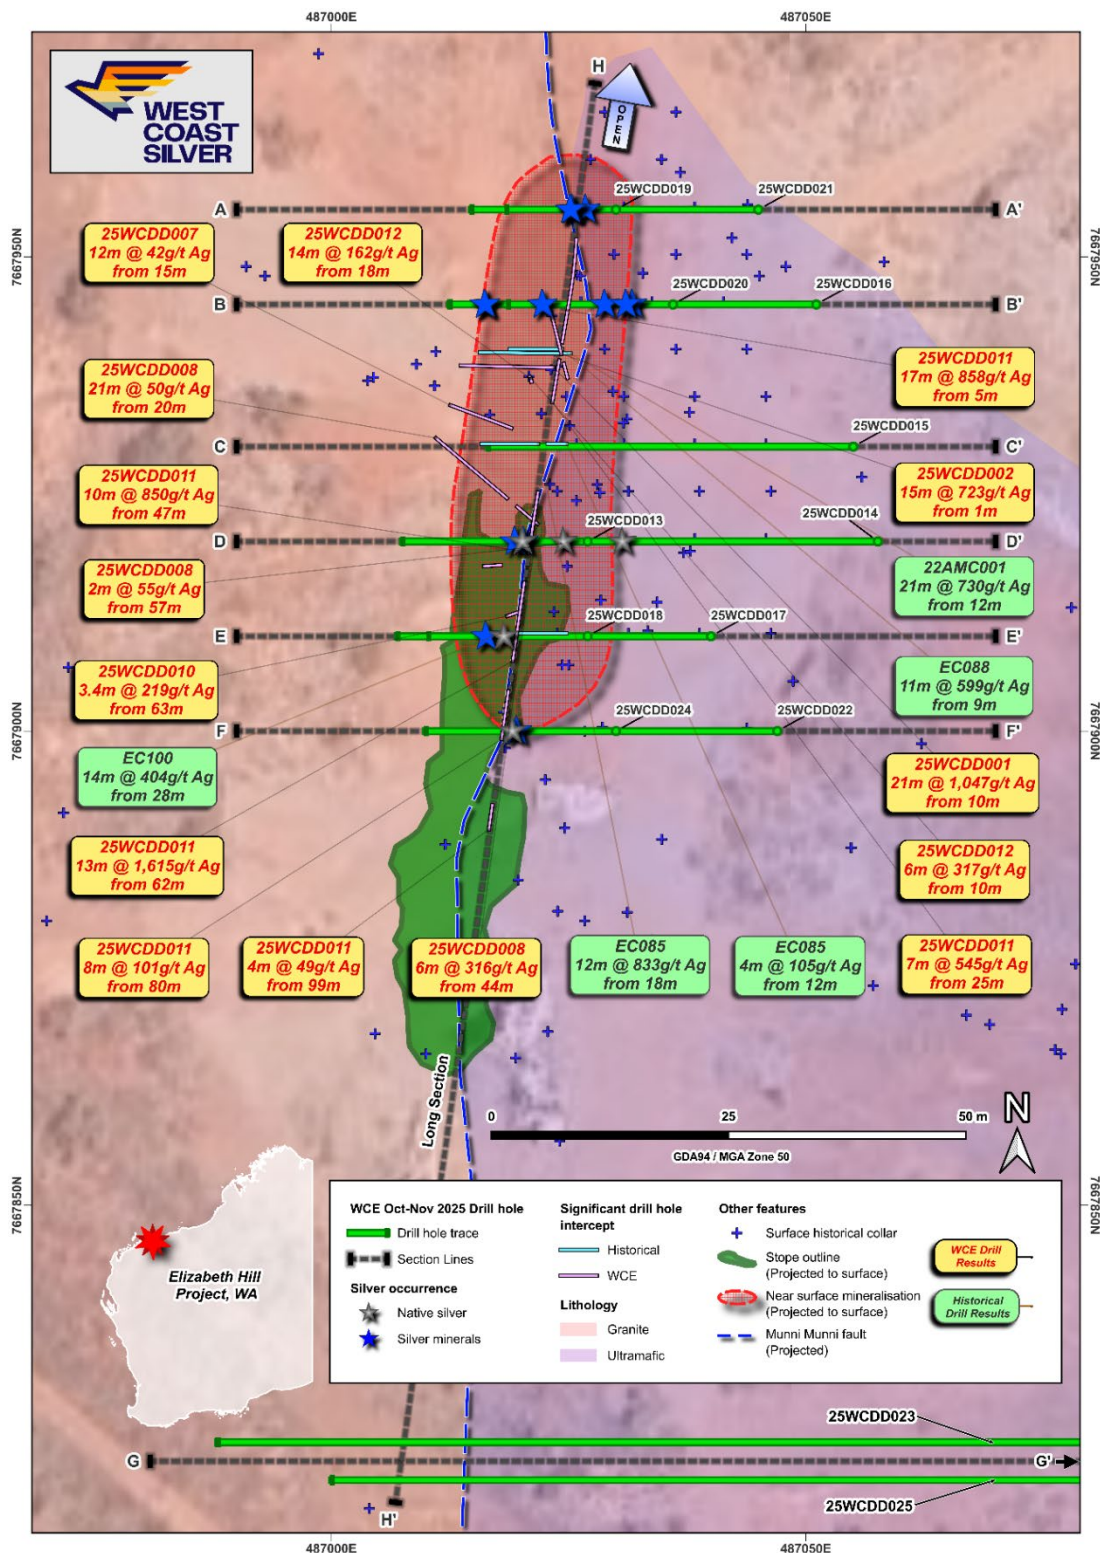 487000E
487050E
WEST
COAST
SILVER
H
OPEN
25WCDD019
25WCDD021
A
A'
25WCDD007
12m @ 42g/t Ag
from 15m
25WCDD012
14m @ 162g/t Ag
from 18m
7667950N
7667950N
25WCDD020
25WCDD016
B
B'
25WCDD011
17m @ 858g/t Ag
from 5m
25WCDD008
21m @ 50g/t Ag
from 20m
25WCDD015
C
C'
25WCDD011
10m @ 850g/t Ag
from 47m
25WCDD002
15m @ 723g/t Ag
from 1m
25WCDD013
25WCDD014
D
D'
25WCDD008
2m @ 55g/t Ag
from 57m
22AMC001
21m @ 730g/t Ag
from 12m
25WCDD018
25WCDD017
E
E'
25WCDD010
3.4m @ 219g/t Ag
from 63m
EC088
11m @ 599g/t Ag
from 9m
25WCDD024
25WCDD022
F
F'
7667900N
7667900N
EC100
14m @ 404g/t Ag
from 28m
25WCDD001
21m @ 1,047g/t Ag
from 10m
25WCDD011
13m @ 1,615g/t Ag
from 62m
25WCDD012
6m @ 317g/t Ag
from 10m
25WCDD011
8m @ 101g/t Ag
from 80m
25WCDD011
4m @ 49g/t Ag
from 99m
25WCDD008
6m @ 316g/t Ag
from 44m
EC085
12m @ 833g/t Ag
from 18m
EC085
4m @ 105g/t Ag
from 12m
25WCDD011
7m @ 545g/t Ag
from 25m
Long Section
0
25
50 m
GDA94 / MGA Zone 50
N
7667850N
7667850N
Elizabeth Hill
Project, WA
WCE Oct-Nov 2025 Drill hole
Drill hole trace
Section Lines
Silver occurrence
Native silver
Silver minerals
Significant drill hole
intercept
Historical
WCE
Lithology
Granite
Ultramafic
Other features
Surface historical collar
Stope outline
(Projected to surface)
Near surface mineralisation
(Projected to surface)
Munni Munni fault
(Projected)
WCE Drill
Results
Historical
Drill Results
25WCDD023
G
G'
25WCDD025
H'
487000E
487050E